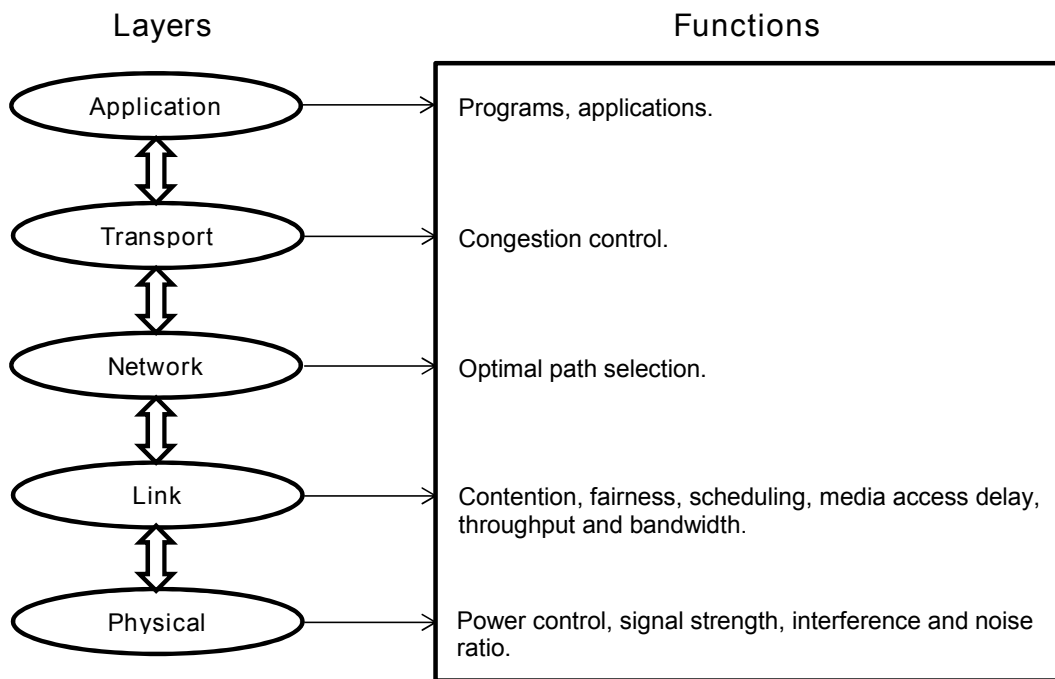 Layers
Functions
Application
Programs, applications.
Transport
Congestion control.
Network
Optimal path selection.
Link
Contention, fairness, scheduling, media access delay,
throughput and bandwidth.
Physical
Power control, signal strength, interference and noise
ratio.